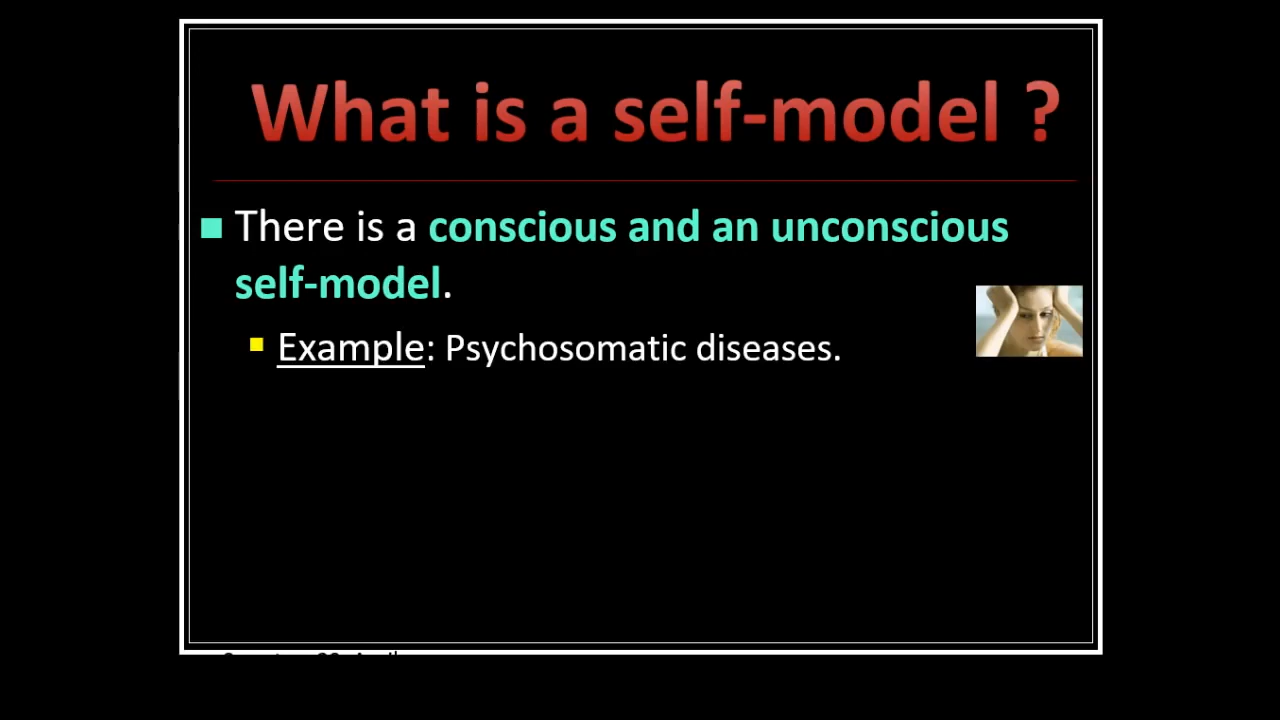 What is a self-model ?
There is a conscious and an unconscious
self-model.
Example: Psychosomatic diseases.